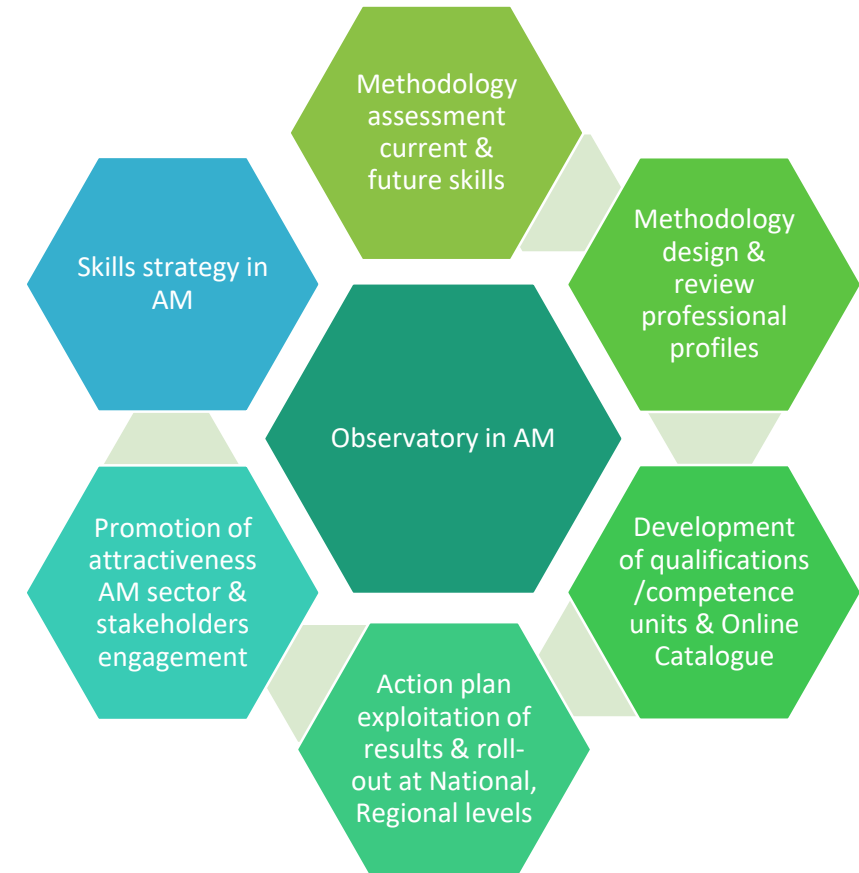 Methodology
assessment
current &
future skills
Methodology
design &
review
professional
profiles
Skills strategy in
AM
Observatory in AM
Development
of qualifications
/competence
units & Online
Catalogue
Promotion of
attractiveness
AM sector &
stakeholders
engagement
Action plan
exploitation of
results & roll-
out at National,
Regional levels